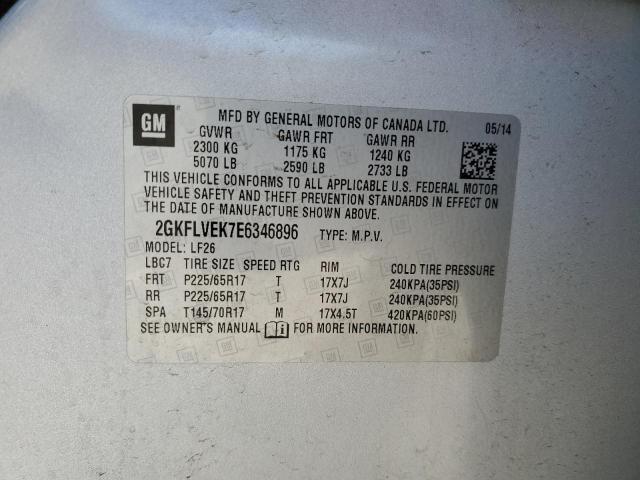 GM
MFD BY GENERAL MOTORS OF CANADA LTD. 05/14
GVWR GAWR FRT GAWR RR
2300 KG 1175 KG 1240 KG
5070 LB 2590 LB 2733 LB
THIS VEHICLE CONFORMS TO ALL APPLICABLE U.S. FEDERAL MOTOR
VEHICLE SAFETY AND THEFT PREVENTION STANDARDS IN EFFECT ON
THE DATE OF MANUFACTURE SHOWN ABOVE.
2GKFLVEK7E6346896 TYPE: M.P.V.
MODEL: LF26
LBC7 TIRE SIZE SPEED RTG RIM COLD TIRE PRESSURE
FRT P225/65R17 T 17X7J 240KPA(35PSI)
RR P225/65R17 T 17X7J 240KPA(35PSI)
SPA T145/70R17 M 17X4.5T 420KPA(60PSI)
SEE OWNER'S MANUAL FOR MORE INFORMATION.